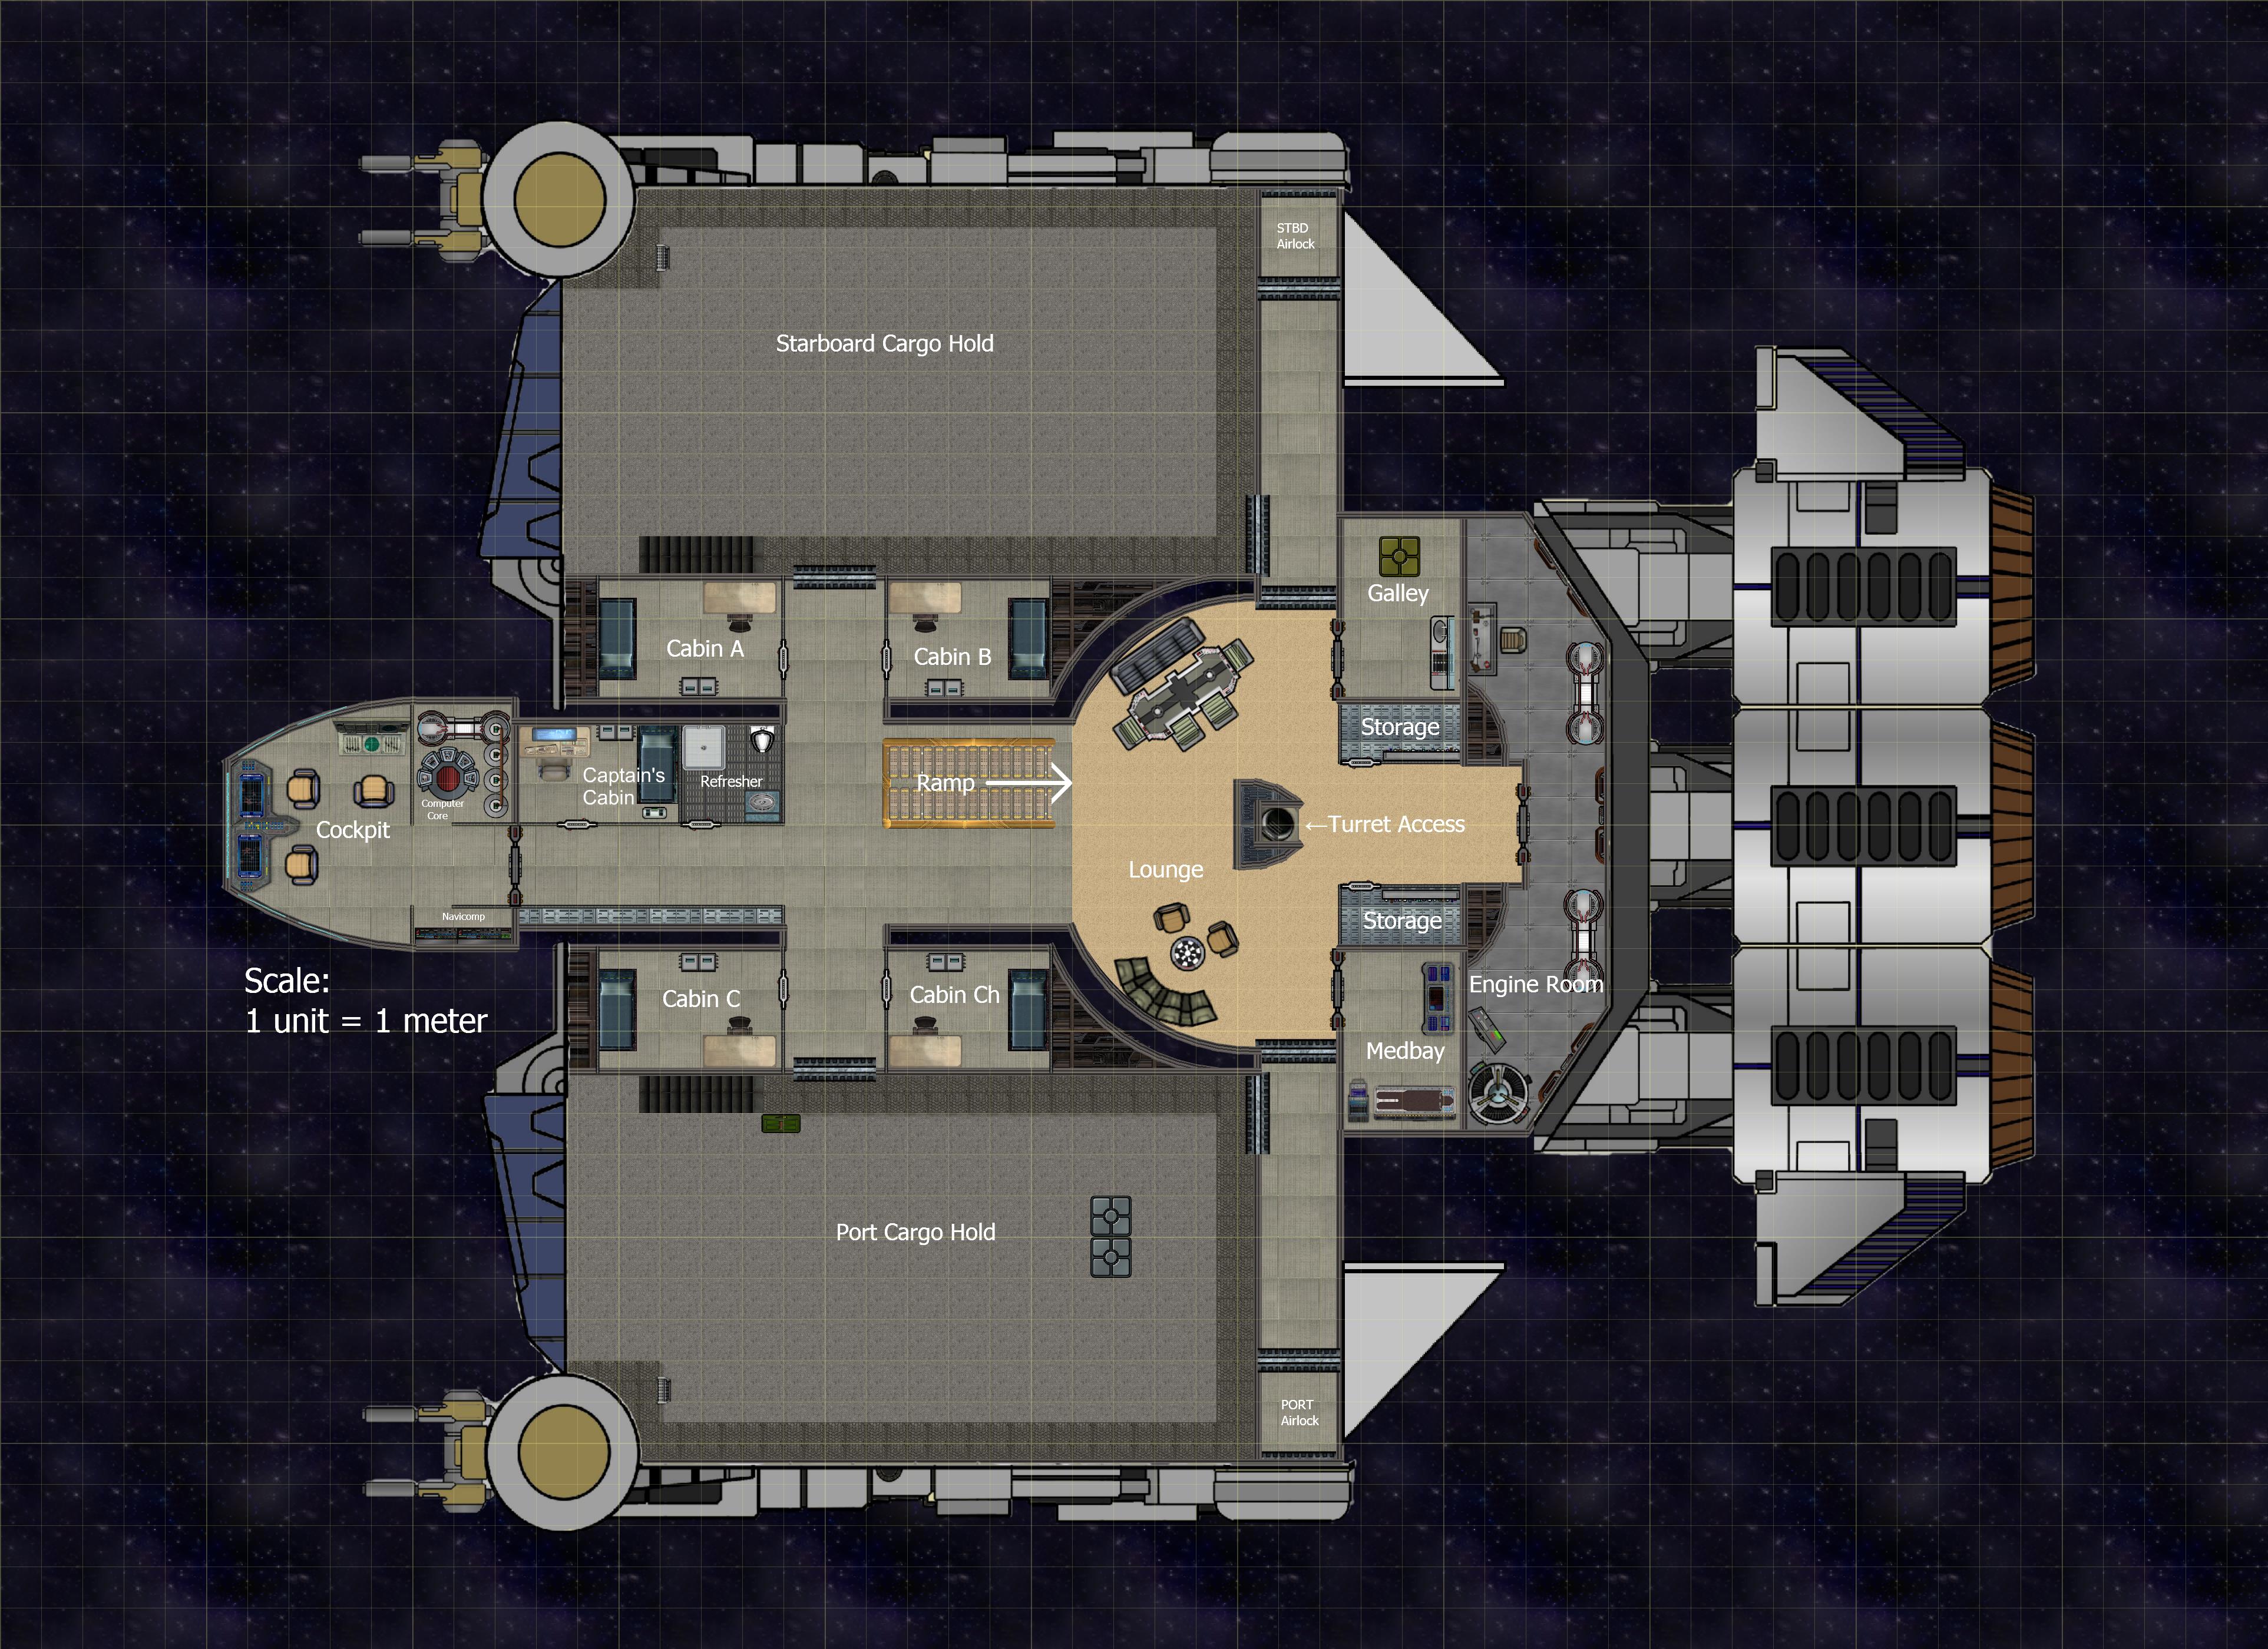 STBD
Airlock
Starboard Cargo Hold
Galley
Cabin A
Cabin B
Storage
Captain's
Cabin
Refresher
Ramp
Computer
Core
Cockpit
←Turret Access
Lounge
Navicomp
Storage
Scale:
1 unit = 1 meter
Cabin C
Cabin Ch
Engine Room
Medbay
Port Cargo Hold
PORT
Airlock